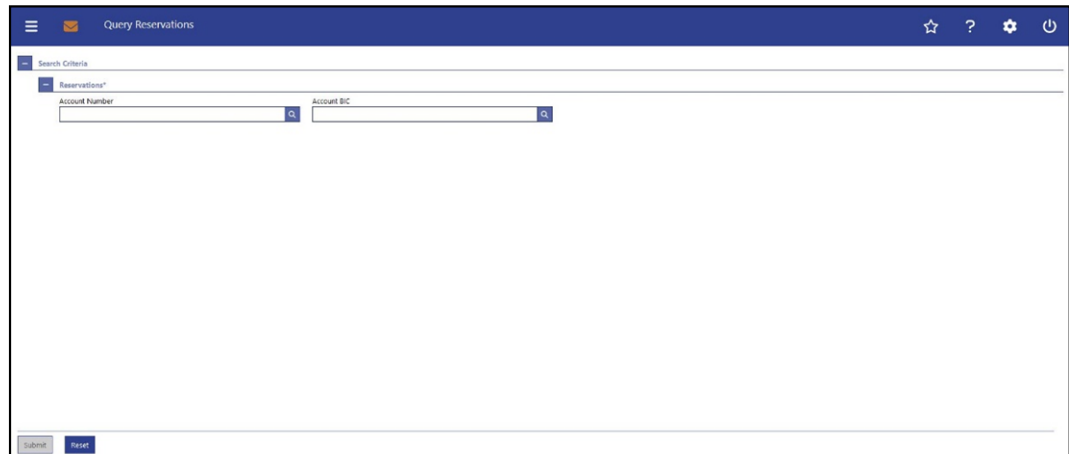 Query Reservations
?
Search Criteria
Reservations*
Account Number Account BIC
Submit Reset